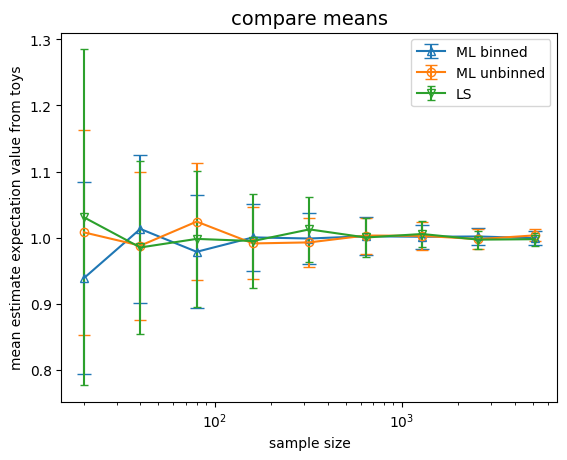 compare means
ML binned
ML unbinned
LS
mean estimate expectation value from toys
1.3
1.2
1.1
1.0
0.9
0.8
10²
10³
sample size